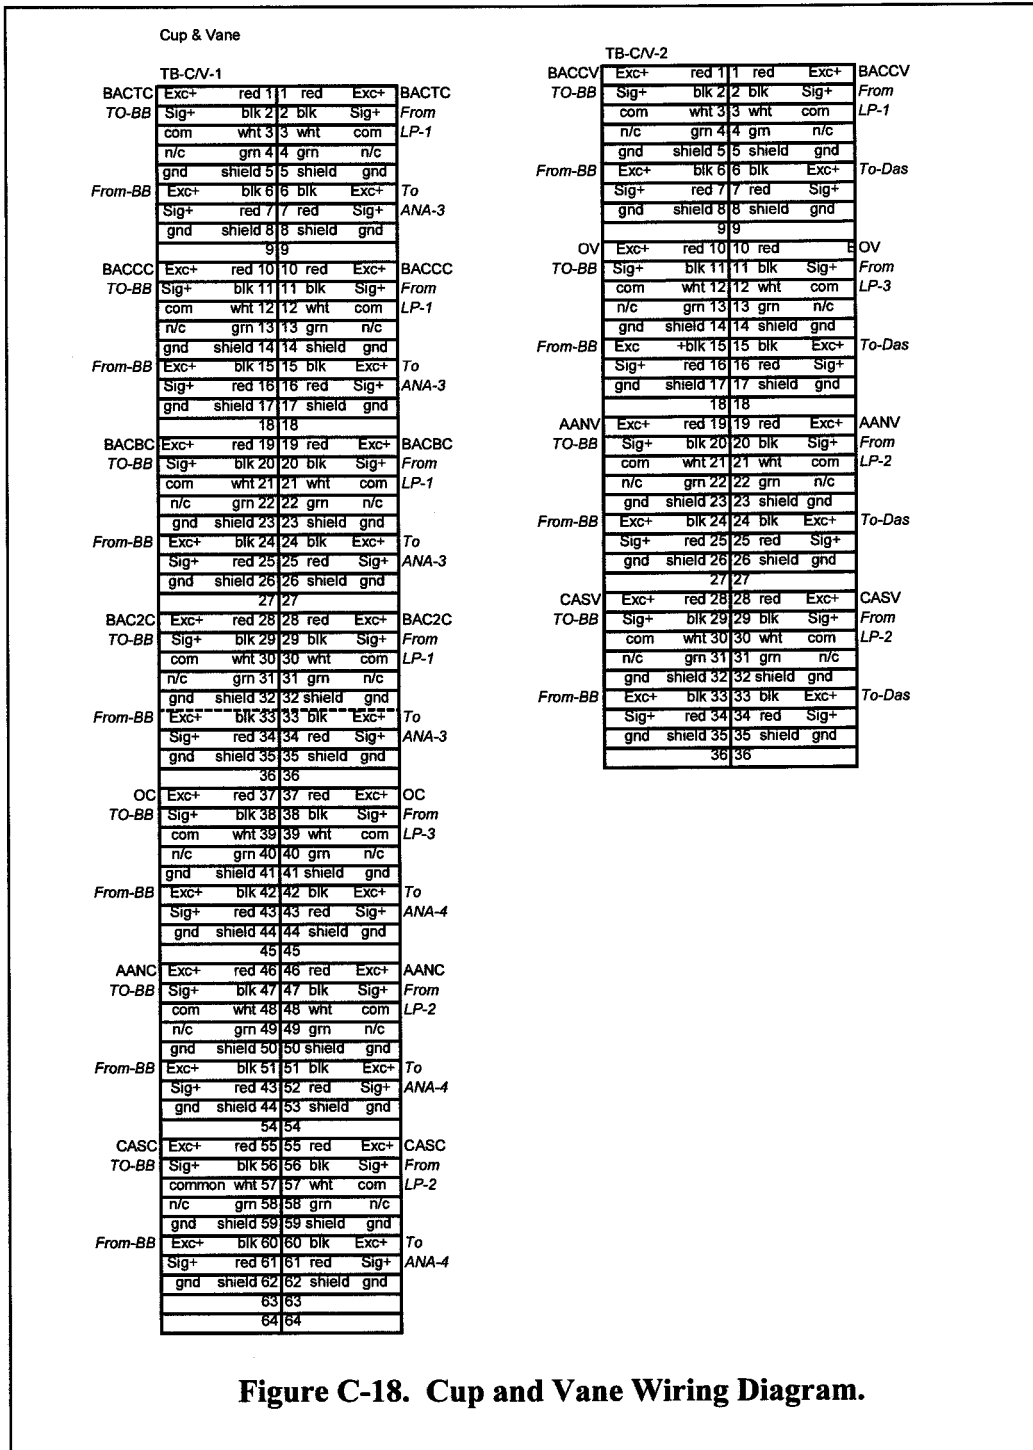 Cup & Vane
TB-C/V-1
BACTC Exc+ red 1 1 red Exc+ BACTC
TO-BB Sig+ blk 2 2 blk Sig+ From
com wht 3 3 wht com LP-1
n/c grn 4 4 grn n/c
gnd shield 5 5 shield gnd
From-BB Exc+ blk 6 6 blk Exc+ To
Sig+ red 7 7 red Sig+ ANA-3
gnd shield 8 8 shield gnd
9 9
BACCC Exc+ red 10 10 red Exc+ BACCC
TO-BB Sig+ blk 11 11 blk Sig+ From
com wht 12 12 wht com LP-1
n/c grn 13 13 grn n/c
gnd shield 14 14 shield gnd
From-BB Exc+ blk 15 15 blk Exc+ To
Sig+ red 16 16 red Sig+ ANA-3
gnd shield 17 17 shield gnd
18 18
BACBC Exc+ red 19 19 red Exc+ BACBC
TO-BB Sig+ blk 20 20 blk Sig+ From
com wht 21 21 wht com LP-1
n/c grn 22 22 grn n/c
gnd shield 23 23 shield gnd
From-BB Exc+ blk 24 24 blk Exc+ To
Sig+ red 25 25 red Sig+ ANA-3
gnd shield 26 26 shield gnd
27 27
BAC2C Exc+ red 28 28 red Exc+ BAC2C
TO-BB Sig+ blk 29 29 blk Sig+ From
com wht 30 30 wht com LP-1
n/c grn 31 31 grn n/c
gnd shield 32 32 shield gnd
From-BB Exc+ blk 33 33 blk Exc+ To
Sig+ red 34 34 red Sig+ ANA-3
gnd shield 35 35 shield gnd
36 36
OC Exc+ red 37 37 red Exc+ OC
TO-BB Sig+ blk 38 38 blk Sig+ From
com wht 39 39 wht com LP-3
n/c grn 40 40 grn n/c
gnd shield 41 41 shield gnd
From-BB Exc+ blk 42 42 blk Exc+ To
Sig+ red 43 43 red Sig+ ANA-4
gnd shield 44 44 shield gnd
45 45
AANC Exc+ red 46 46 red Exc+ AANC
TO-BB Sig+ blk 47 47 blk Sig+ From
com wht 48 48 wht com LP-2
n/c grn 49 49 grn n/c
gnd shield 50 50 shield gnd
From-BB Exc+ blk 51 51 blk Exc+ To
Sig+ red 43 52 red Sig+ ANA-4
gnd shield 44 53 shield gnd
54 54
CASC Exc+ red 55 55 red Exc+ CASC
TO-BB Sig+ blk 56 56 blk Sig+ From
common wht 57 57 wht com LP-2
n/c grn 58 58 grn n/c
gnd shield 59 59 shield gnd
From-BB Exc+ blk 60 60 blk Exc+ To
Sig+ red 61 61 red Sig+ ANA-4
gnd shield 62 62 shield gnd
63 63
64 64
TB-C/V-2
BACCV Exc+ red 1 1 red Exc+ BACCV
TO-BB Sig+ blk 2 2 blk Sig+ From
com wht 3 3 wht com LP-1
n/c grn 4 4 grn n/c
gnd shield 5 5 shield gnd
From-BB Exc+ blk 6 6 blk Exc+ To-Das
Sig+ red 7 7 red Sig+
gnd shield 8 8 shield gnd
9 9
OV Exc+ red 10 10 red E OV
TO-BB Sig+ blk 11 11 blk Sig+ From
com wht 12 12 wht com LP-3
n/c grn 13 13 grn n/c
gnd shield 14 14 shield gnd
From-BB Exc +blk 15 15 blk Exc+ To-Das
Sig+ red 16 16 red Sig+
gnd shield 17 17 shield gnd
18 18
AANV Exc+ red 19 19 red Exc+ AANV
TO-BB Sig+ blk 20 20 blk Sig+ From
com wht 21 21 wht com LP-2
n/c grn 22 22 grn n/c
gnd shield 23 23 shield gnd
From-BB Exc+ blk 24 24 blk Exc+ To-Das
Sig+ red 25 25 red Sig+
gnd shield 26 26 shield gnd
27 27
CASV Exc+ red 28 28 red Exc+ CASV
TO-BB Sig+ blk 29 29 blk Sig+ From
com wht 30 30 wht com LP-2
n/c grn 31 31 grn n/c
gnd shield 32 32 shield gnd
From-BB Exc+ blk 33 33 blk Exc+ To-Das
Sig+ red 34 34 red Sig+
gnd shield 35 35 shield gnd
36 36
Figure C-18. Cup and Vane Wiring Diagram.